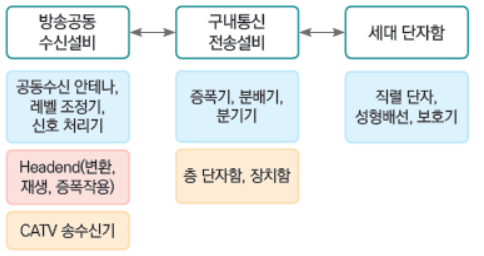 방송공동
수신설비
구내통신
전송설비
세대 단자함
공동수신 안테나,
레벨 조정기,
신호 처리기
증폭기, 분배기,
분기기
직렬 단자,
성형배선, 보호기
Headend(변환,
재생, 증폭작용)
층 단자함, 장치함
CATV 송수신기